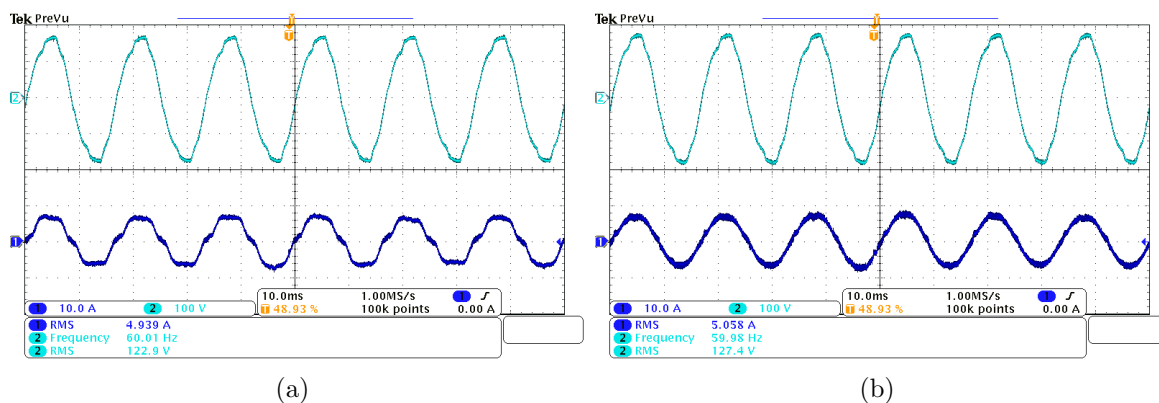 Tek PreVu
T
T
2
1
10.0ms 1.00MS/s 1
1 10.0 A 2 100 V T 48.93 % 100k points 0.00 A
1 RMS 4.939 A
2 Frequency 60.01 Hz
2 RMS 122.9 V
(a)
Tek PreVu
T
T
2
1
10.0ms 1.00MS/s 1
1 10.0 A 2 100 V T 48.93 % 100k points 0.00 A
1 RMS 5.058 A
2 Frequency 59.98 Hz
2 RMS 127.4 V
(b)